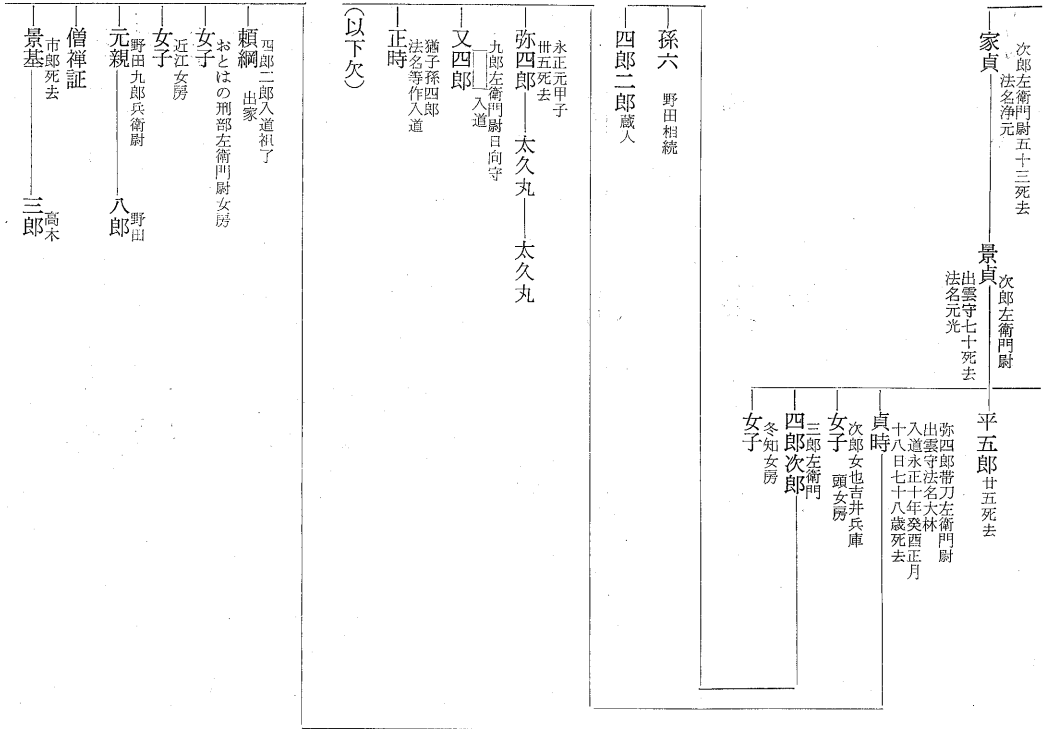 家貞
次郎左衛門尉五十三死去
法名浄元
景貞
次郎左衛門尉
出雲守七十死去
法名元光
平五郎
廿五死去
貞時
弥四郎帯刀左衛門尉
出雲守法名大林
入道永正十年癸酉正月
十八日七十八歳死去
女子
次郎女也吉井兵庫
頭女房
四郎次郎
三郎左衛門
女子
冬知女房
孫六
野田相続
四郎二郎
蔵人
弥四郎
永正元甲子
卅五死去
太久丸
太久丸
又四郎
九郎左衛門尉日向守
入道
正時
猶子孫四郎
法名等作入道
(以下欠)
頼綱
四郎二郎入道祖了
出家
女子
おとはの刑部左衛門尉女房
女子
近江女房
元親
野田九郎兵衛尉
八郎
野田
僧禅証
景基
市郎死去
三郎
高木